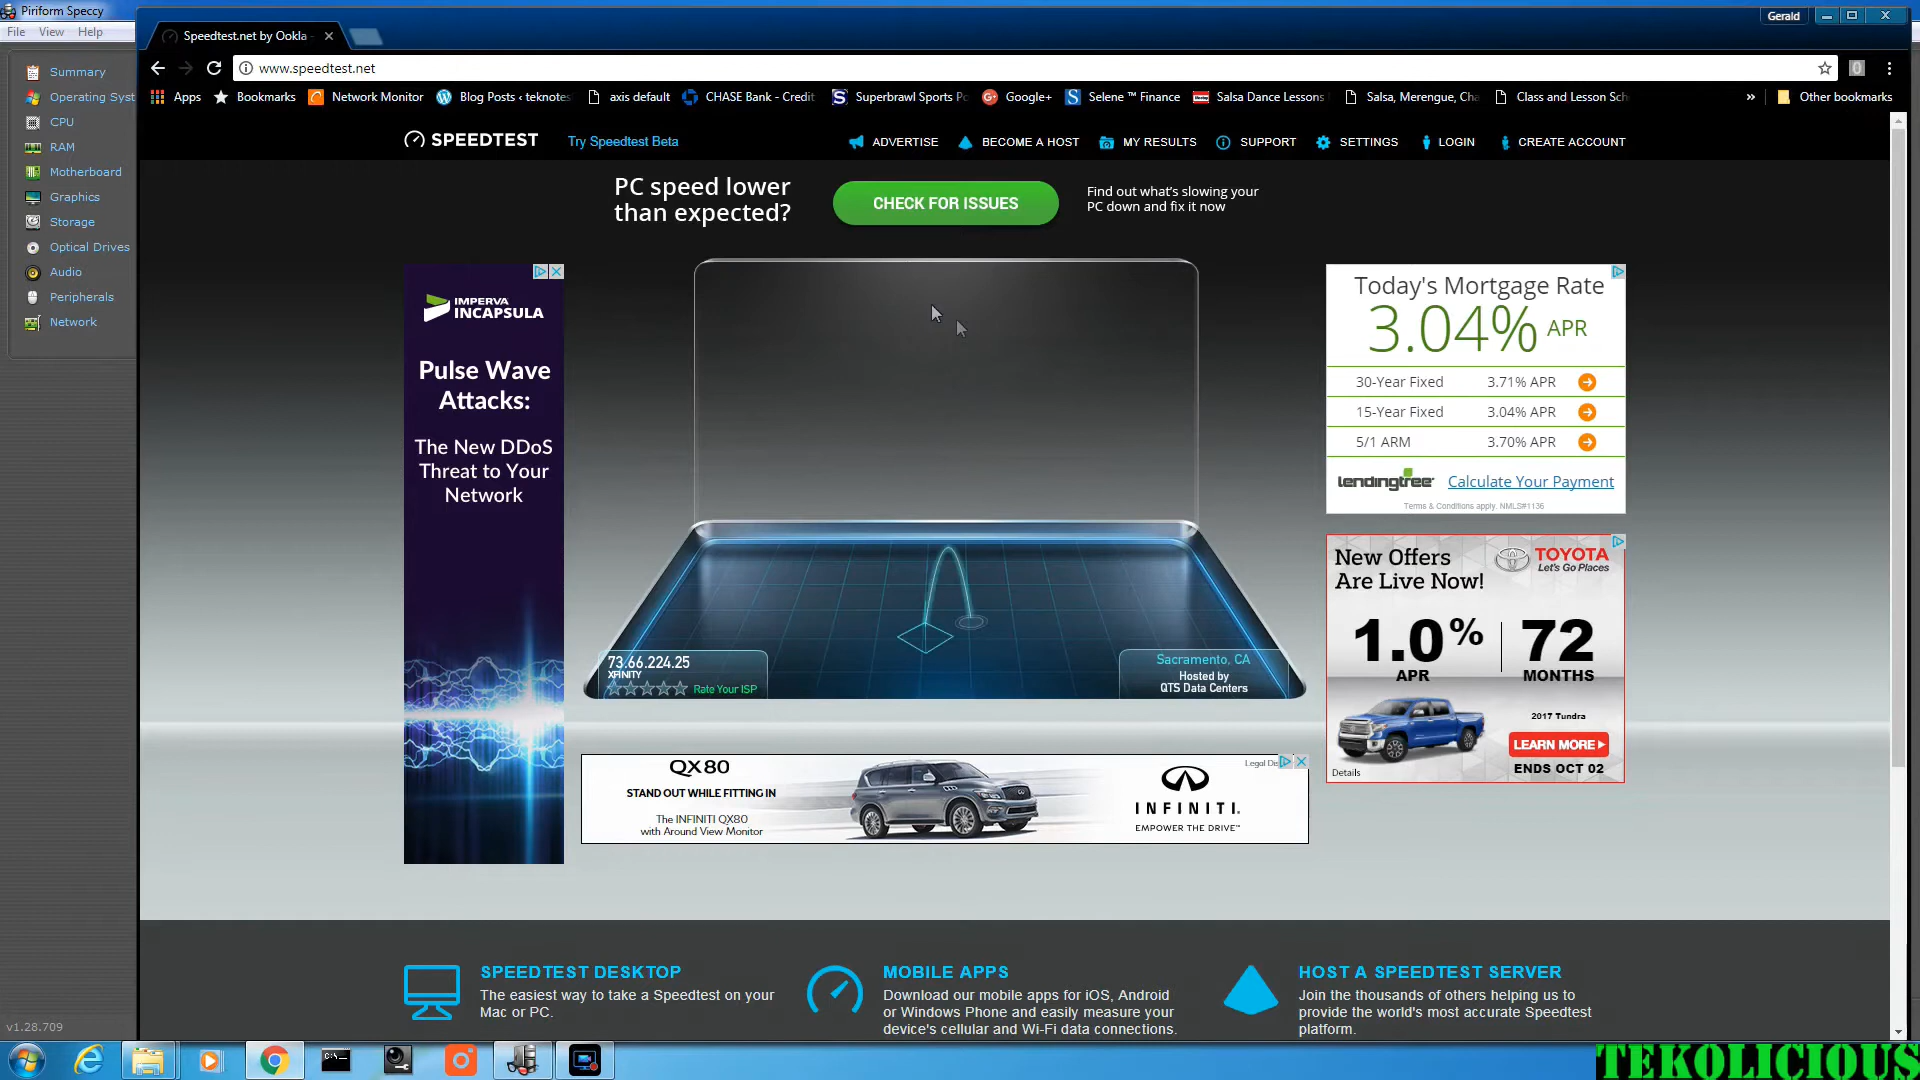 Piriform Speccy
File View Help
Summary
Operating Syst
CPU
RAM
Motherboard
Graphics
Storage
Optical Drives
Audio
Peripherals
Network
v1.28.709
Gerald
Speedtest.net by Ookla
www.speedtest.net
Apps Bookmarks Network Monitor Blog Posts ‹ teknotes axis default CHASE Bank - Credit Superbrawl Sports Po Google+ Selene ™ Finance Salsa Dance Lessons Salsa, Merengue, Cha Class and Lesson Sch » Other bookmarks
SPEEDTEST Try Speedtest Beta ADVERTISE BECOME A HOST MY RESULTS SUPPORT SETTINGS LOGIN CREATE ACCOUNT
PC speed lower
than expected?
CHECK FOR ISSUES
Find out what's slowing your
PC down and fix it now
IMPERVA
INCAPSULA
Pulse Wave
Attacks:
The New DDoS
Threat to Your
Network
73.66.224.25
XFINITY
Rate Your ISP
Sacramento, CA
Hosted by
QTS Data Centers
Today's Mortgage Rate
3.04% APR
30-Year Fixed 3.71% APR
15-Year Fixed 3.04% APR
5/1 ARM 3.70% APR
lendingtree Calculate Your Payment
Terms & Conditions apply. NMLS#1136
New Offers
Are Live Now!
TOYOTA
Let's Go Places
1.0% APR
72 MONTHS
2017 Tundra
LEARN MORE
ENDS OCT 02
Details
QX80
STAND OUT WHILE FITTING IN
The INFINITI QX80
with Around View Monitor
Legal Dis
INFINITI.
EMPOWER THE DRIVE™
SPEEDTEST DESKTOP
The easiest way to take a Speedtest on your
Mac or PC.
MOBILE APPS
Download our mobile apps for iOS, Android
or Windows Phone and easily measure your
device's cellular and Wi-Fi data connections.
HOST A SPEEDTEST SERVER
Join the thousands of others helping us to
provide the world's most accurate Speedtest
platform.
TEKOLICIOUS